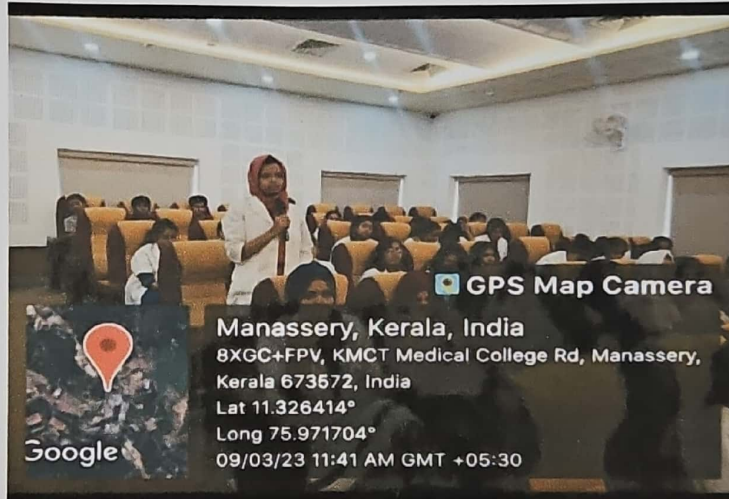 GPS Map Camera
Manassery, Kerala, India
8XGC+FPV, KMCT Medical College Rd, Manassery,
Kerala 673572, India
Lat 11.326414°
Long 75.971704°
09/03/23 11:41 AM GMT +05:30
Google